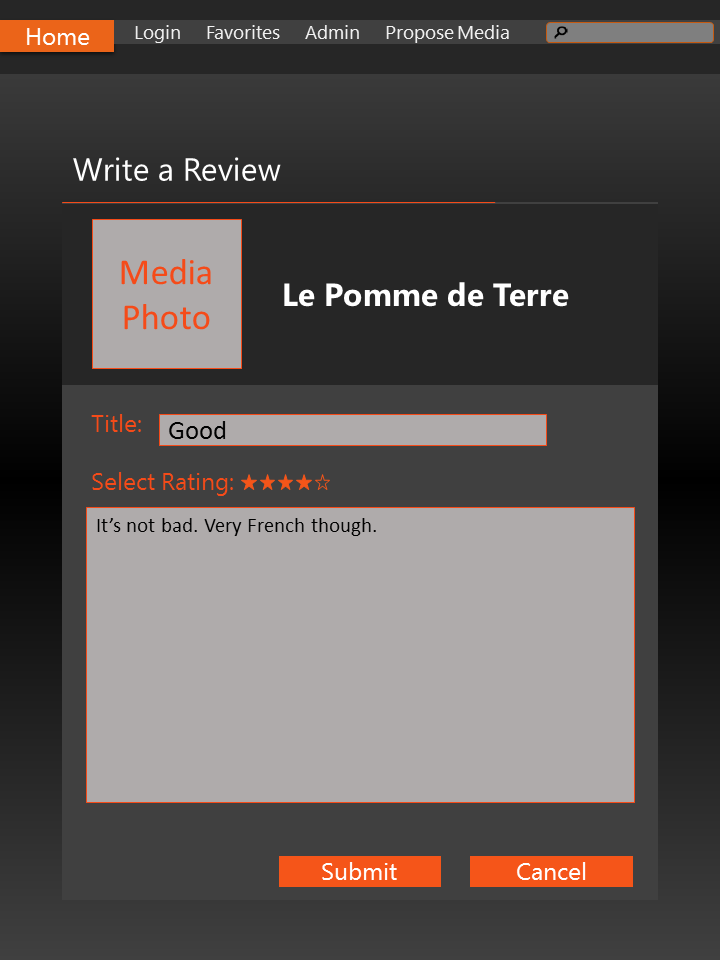 Home Login Favorites Admin Propose Media
Write a Review
Media
Photo
Le Pomme de Terre
Title: Good
Select Rating: ★★★★☆
It’s not bad. Very French though.
Submit Cancel